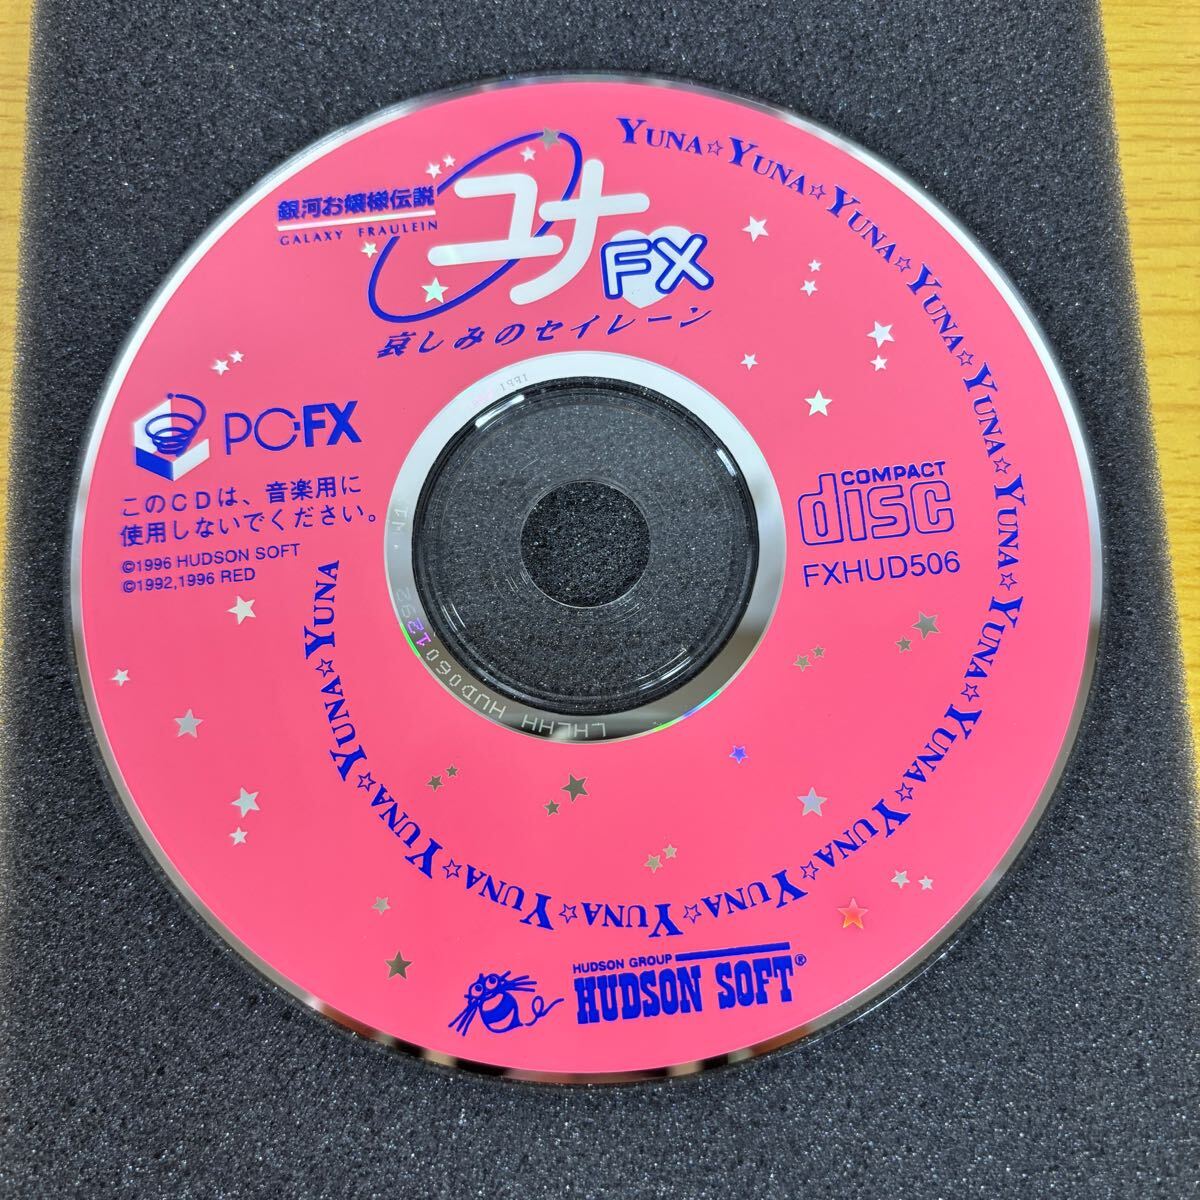 銀河お嬢様伝説
GALAXY FRAULEIN
ユナ
FX
哀しみのセイレーン
YUNA☆YUNA☆YUNA☆YUNA☆YUNA☆YUNA☆YUNA☆YUNA☆YUNA☆YUNA☆YUNA☆YUNA☆YUNA☆YUNA☆YUNA
PC-FX
このCDは、音楽用に
使用しないでください。
©1996 HUDSON SOFT
©1992,1996 RED
COMPACT
disc
FXHUD506
HUDSON GROUP
HUDSON SOFT®